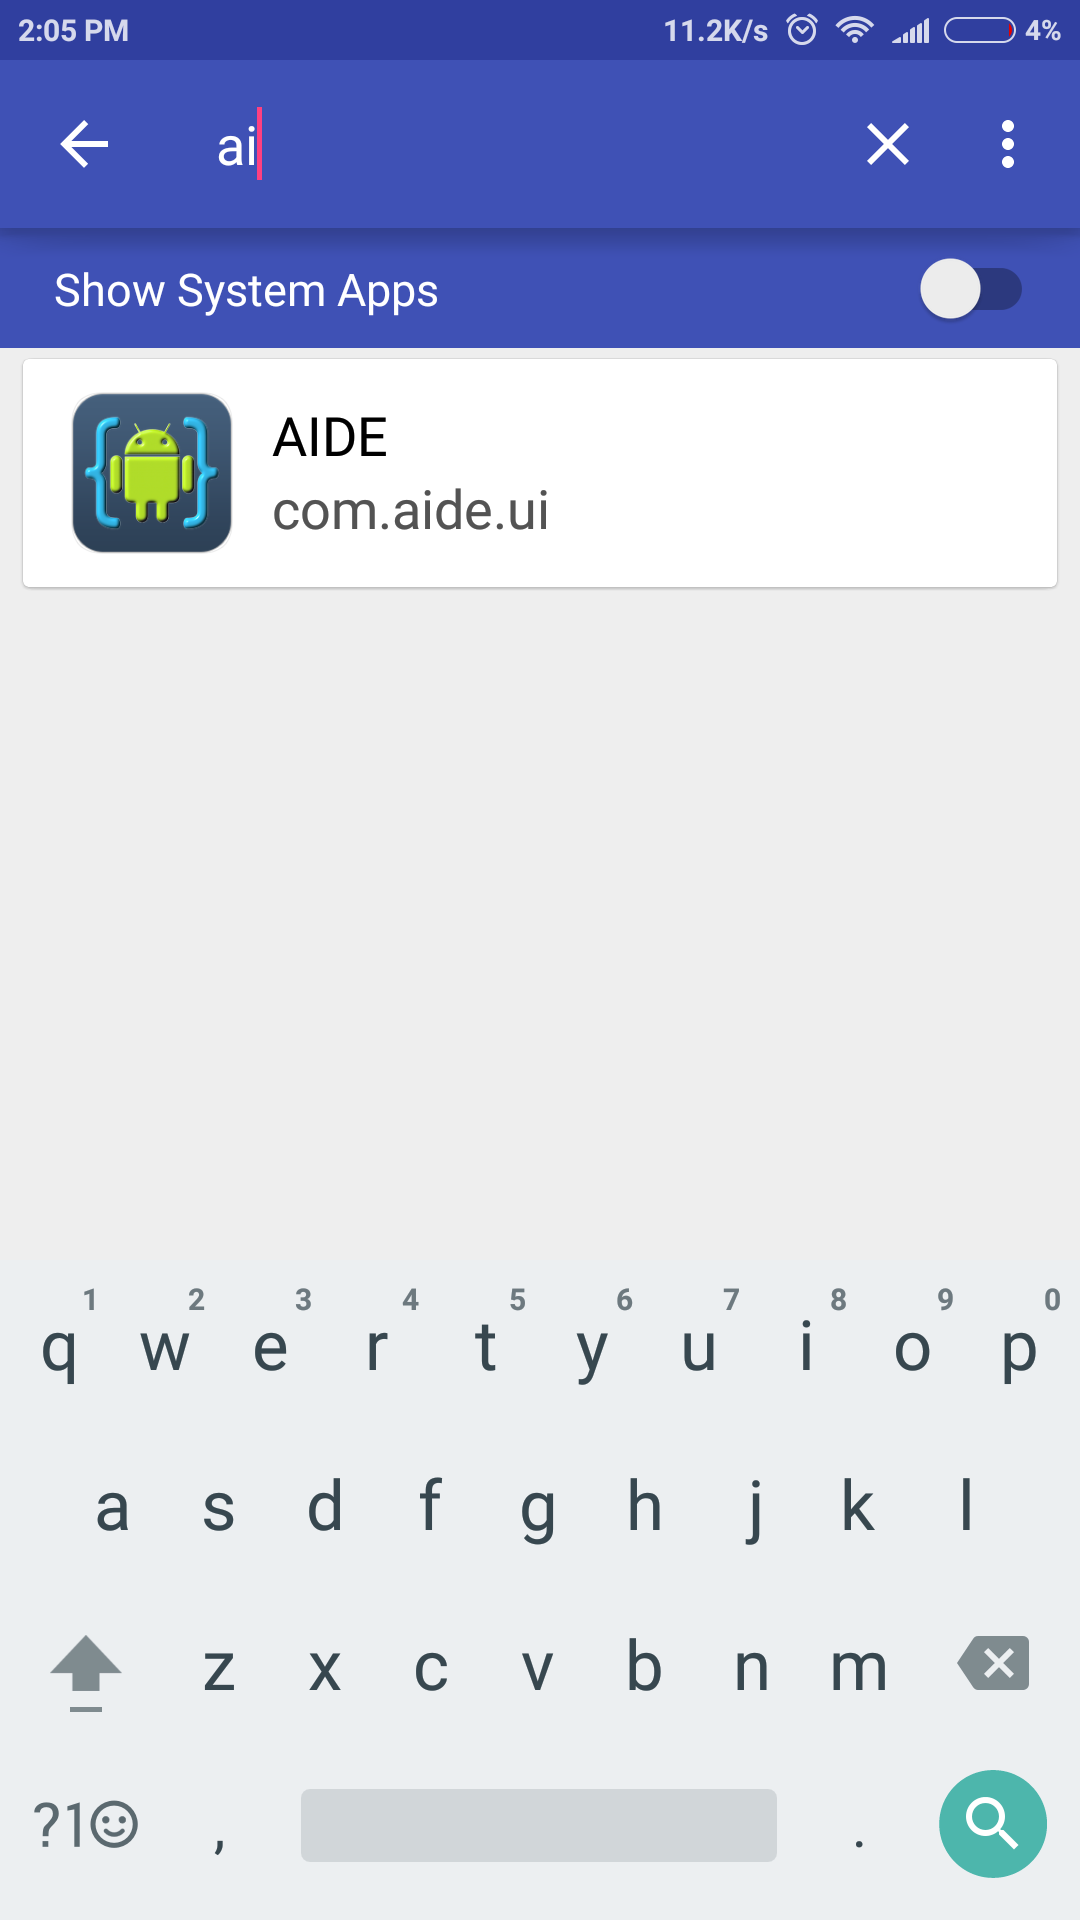 2:05 PM 11.2K/s 4%
ai
Show System Apps
AIDE
com.aide.ui
1 2 3 4 5 6 7 8 9 0
q w e r t y u i o p
a s d f g h j k l
z x c v b n m
?1☺ , .